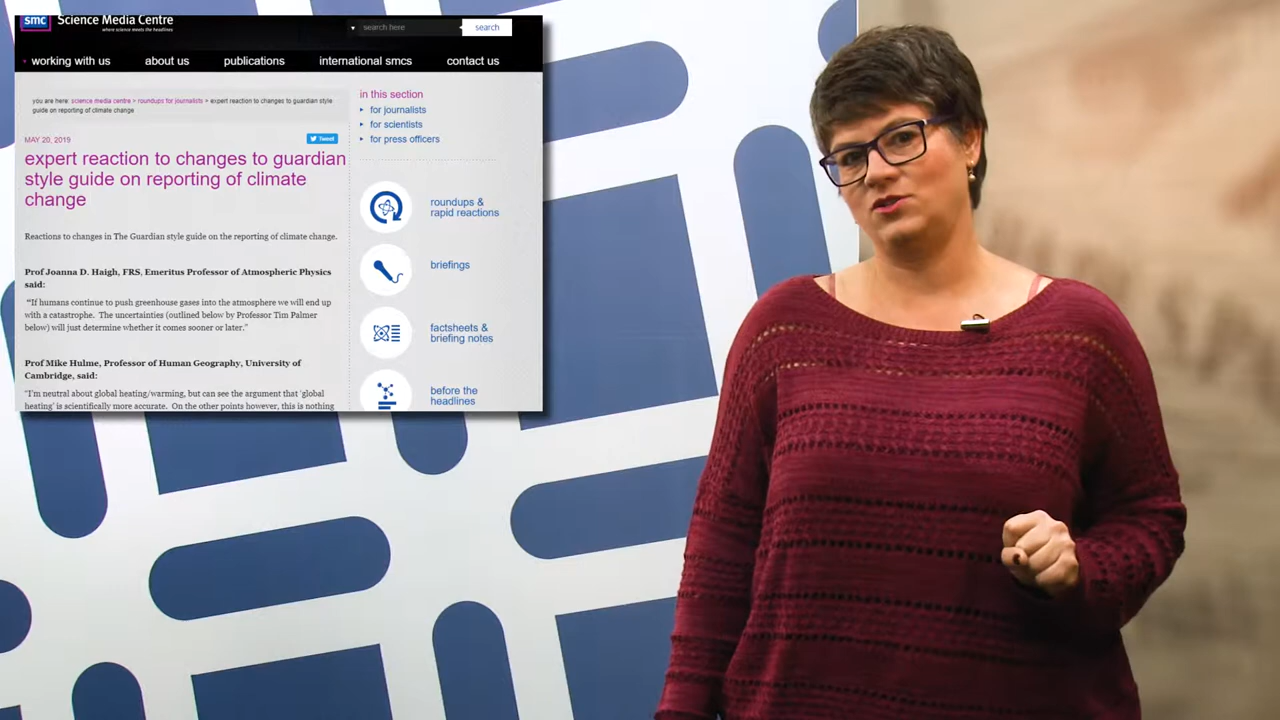 smc Science Media Centre
where science meets the headlines
search here
search
working with us
about us
publications
international smcs
contact us
you are here: science media centre > roundups for journalists > expert reaction to changes to guardian style
guide on reporting of climate change
MAY 20, 2019
Tweet
expert reaction to changes to guardian
style guide on reporting of climate
change
Reactions to changes in The Guardian style guide on the reporting of climate change.
Prof Joanna D. Haigh, FRS, Emeritus Professor of Atmospheric Physics
said:
“If humans continue to push greenhouse gases into the atmosphere we will end up
with a catastrophe. The uncertainties (outlined below by Professor Tim Palmer
below) will just determine whether it comes sooner or later.”
Prof Mike Hulme, Professor of Human Geography, University of
Cambridge, said:
“I'm neutral about global heating/warming, but can see the argument that ‘global
heating’ is scientifically more accurate. On the other points however, this is nothing
in this section
for journalists
for scientists
for press officers
roundups &
rapid reactions
briefings
factsheets &
briefing notes
before the
headlines